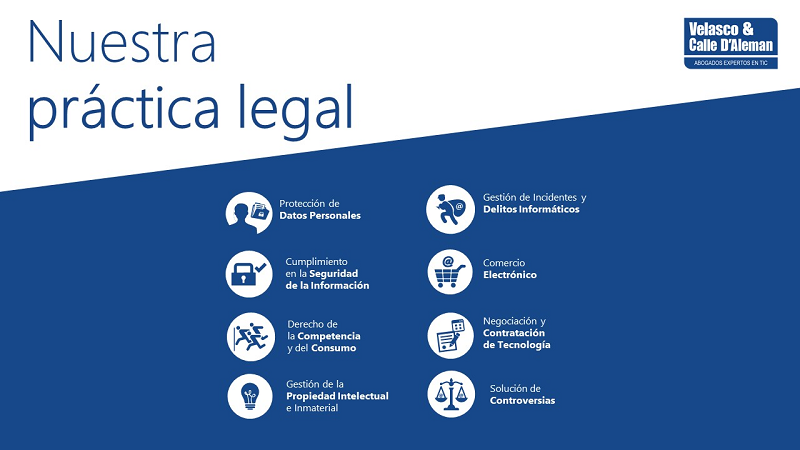 Nuestra
práctica legal
Velasco &
Calle D'Aleman
ABOGADOS EXPERTOS EN TIC
Protección de
Datos Personales
Cumplimiento
en la Seguridad
de la Información
Derecho de
la Competencia
y del Consumo
Gestión de la
Propiedad Intelectual
e Inmaterial
Gestión de Incidentes y
Delitos Informáticos
Comercio
Electrónico
Negociación y
Contratación
de Tecnología
Solución de
Controversias